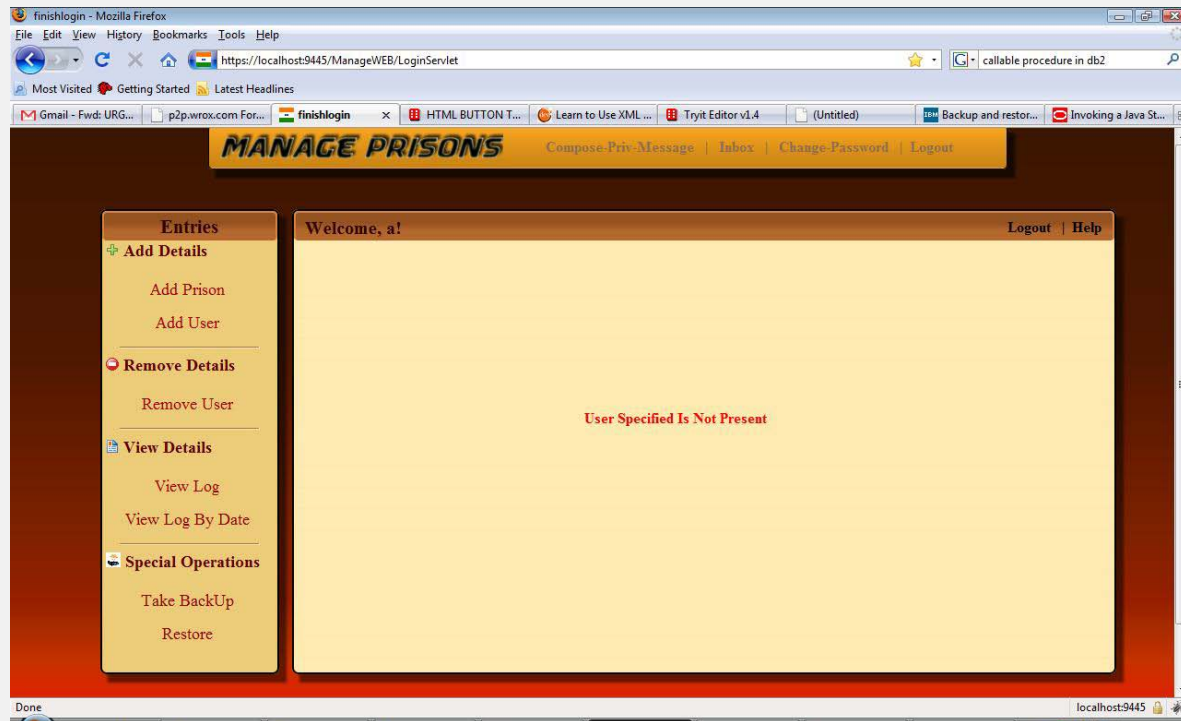 finishlogin - Mozilla Firefox
File Edit View History Bookmarks Tools Help
https://localhost:9445/ManageWEB/LoginServlet
G callable procedure in db2
Most Visited Getting Started Latest Headlines
Gmail - Fwd: URG... p2p.wrox.com For... finishlogin HTML BUTTON T... Learn to Use XML ... Tryit Editor v1.4 (Untitled) Backup and restor... Invoking a Java St...
MANAGE PRISONS Compose-Priv-Message | Inbox | Change-Password | Logout
Entries
Add Details
Add Prison
Add User
Remove Details
Remove User
View Details
View Log
View Log By Date
Special Operations
Take BackUp
Restore
Welcome, a! Logout | Help
User Specified Is Not Present
Done localhost:9445